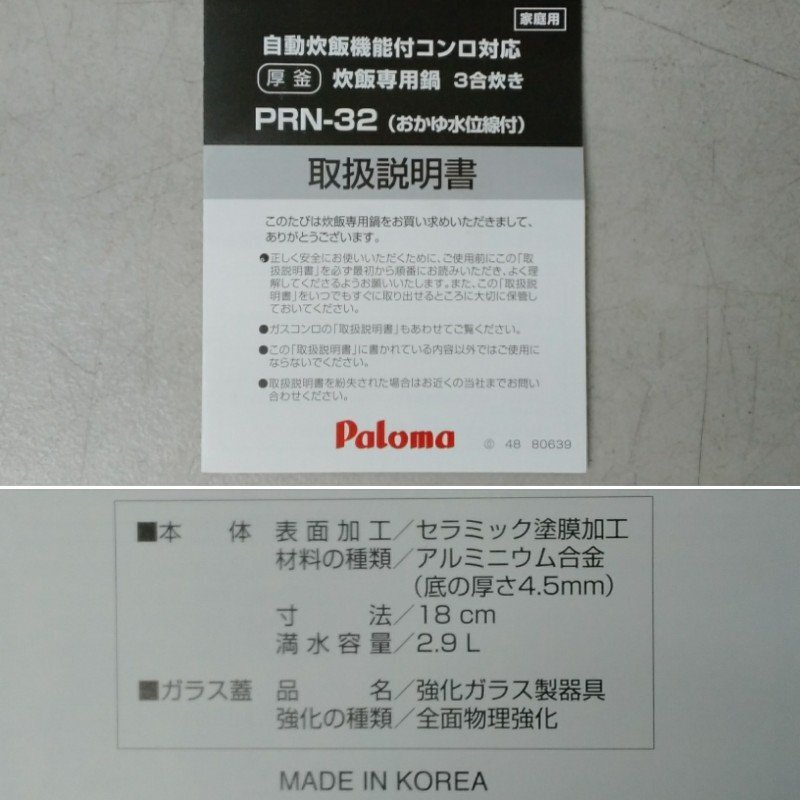 家庭用
自動炊飯機能付コンロ対応
厚釜 炊飯専用鍋 3合炊き
PRN-32 (おかゆ水位線付)
取扱説明書
このたびは炊飯専用鍋をお買い求めいただきまして、
ありがとうございます。
●正しく安全にお使いいただくために、ご使用前にこの「取
扱説明書」を必ず最初から順番にお読みいただき、よく理
解してくださるようお願いいたします。また、この「取扱説
明書」をいつでもすぐに取り出せるところに大切に保管し
ておいてください。
●ガスコンロの「取扱説明書」もあわせてご覧ください。
●この「取扱説明書」に書かれている内容以外ではご使用に
ならないでください。
●取扱説明書を紛失された場合はお近くの当社までお問い
合わせください。
Paloma ⓪ 48 80639
■本体 表面加工/セラミック塗膜加工
材料の種類/アルミニウム合金
(底の厚さ4.5mm)
寸法/18 cm
満水容量/2.9 L
■ガラス蓋 品名/強化ガラス製器具
強化の種類/全面物理強化
MADE IN KOREA